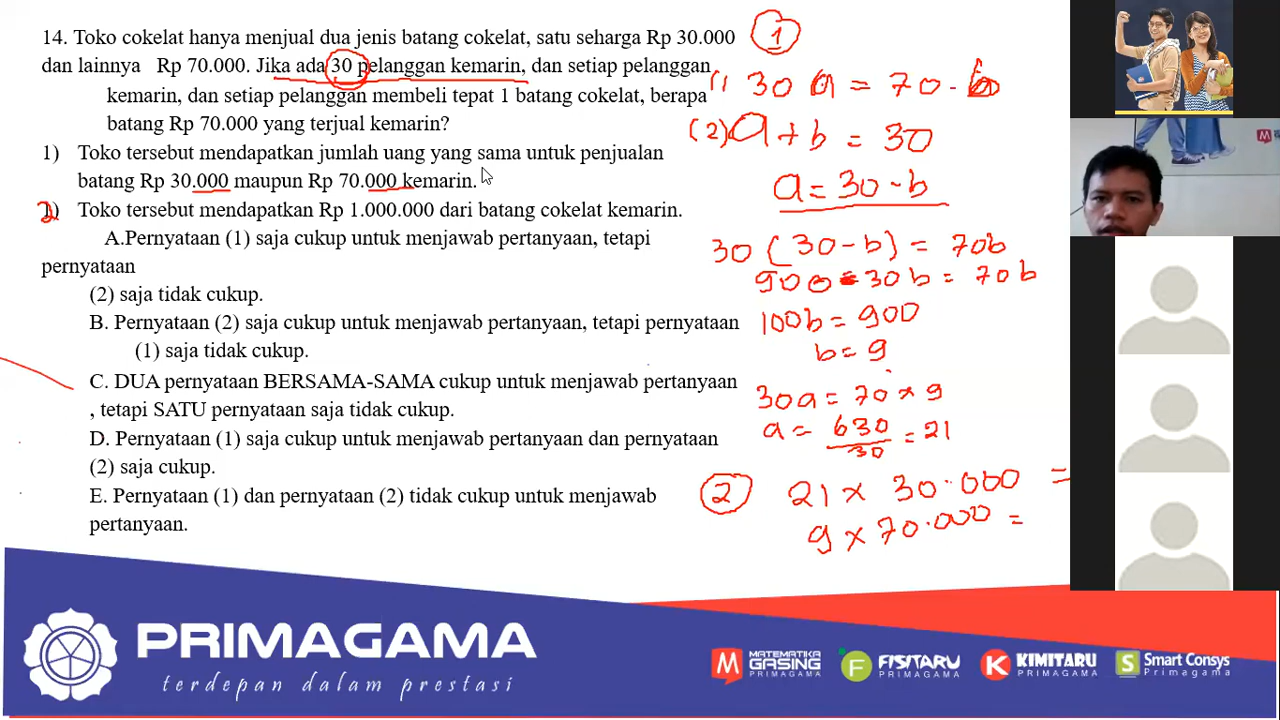 14. Toko cokelat hanya menjual dua jenis batang cokelat, satu seharga Rp 30.000
dan lainnya Rp 70.000. Jika ada 30 pelanggan kemarin, dan setiap pelanggan
kemarin, dan setiap pelanggan membeli tepat 1 batang cokelat, berapa
batang Rp 70.000 yang terjual kemarin?
1) Toko tersebut mendapatkan jumlah uang yang sama untuk penjualan
batang Rp 30.000 maupun Rp 70.000 kemarin.
2) Toko tersebut mendapatkan Rp 1.000.000 dari batang cokelat kemarin.
A.Pernyataan (1) saja cukup untuk menjawab pertanyaan, tetapi
pernyataan
(2) saja tidak cukup.
B. Pernyataan (2) saja cukup untuk menjawab pertanyaan, tetapi pernyataan
(1) saja tidak cukup.
C. DUA pernyataan BERSAMA-SAMA cukup untuk menjawab pertanyaan
, tetapi SATU pernyataan saja tidak cukup.
D. Pernyataan (1) saja cukup untuk menjawab pertanyaan dan pernyataan
(2) saja cukup.
E. Pernyataan (1) dan pernyataan (2) tidak cukup untuk menjawab
pertanyaan.
1
(1) 30 a = 70 . b
(2) a + b = 30
a = 30 - b
30 (30 - b) = 70b
900 - 30b = 70b
100b = 900
b = 9
30a = 70 × 9
a = 630/30 = 21
2 21 × 30.000 =
9 × 70.000 =
PRIMAGAMA
terdepan dalam prestasi
M MATEMATIKA
GASING
PRIMAGAMA
F FISITARU
PRIMAGAMA
K KIMITARU
PRIMAGAMA
S Smart Consys
Primagama